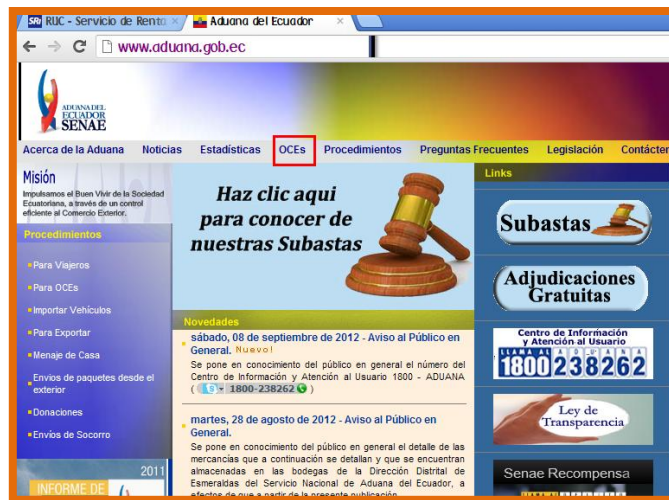 RUC - Servicio de Renta
Aduana del Ecuador
www.aduana.gob.ec
ADUANA DEL
ECUADOR
SENAE
Acerca de la Aduana Noticias Estadísticas OCEs Procedimientos Preguntas Frecuentes Legislación Contácten
Misión
Impulsamos el Buen Vivir de la Sociedad
Ecuatoriana, a través de un control
eficiente al Comercio Exterior.
Procedimientos
Para Viajeros
Para OCEs
Importar Vehículos
Para Exportar
Menaje de Casa
Envios de paquetes desde el
exterior
Donaciones
Envíos de Socorro
2011
INFORME DE
Haz clic aqui
para conocer de
nuestras Subastas
Novedades
sábado, 08 de septiembre de 2012 - Aviso al Público en
General. Nuevo!
Se pone en conocimiento del público en general el número del
Centro de Información y Atención al Usuario 1800 - ADUANA
( 1800-238262 )
martes, 28 de agosto de 2012 - Aviso al Público en
General.
Se pone en conocimiento del público en general el detalle de las
mercancías que a continuación se detallan y que se encuentran
almacenadas en las bodegas de la Dirección Distrital de
Esmeraldas del Servicio Nacional de Aduana del Ecuador, a
efectos de que a partir de la presente publicación
Links
Subastas
Adjudicaciones
Gratuitas
Centro de Información
y Atención al Usuario
LLAMA AL ADUANA
1800 238262
Ley de
Transparencia
Senae Recompensa